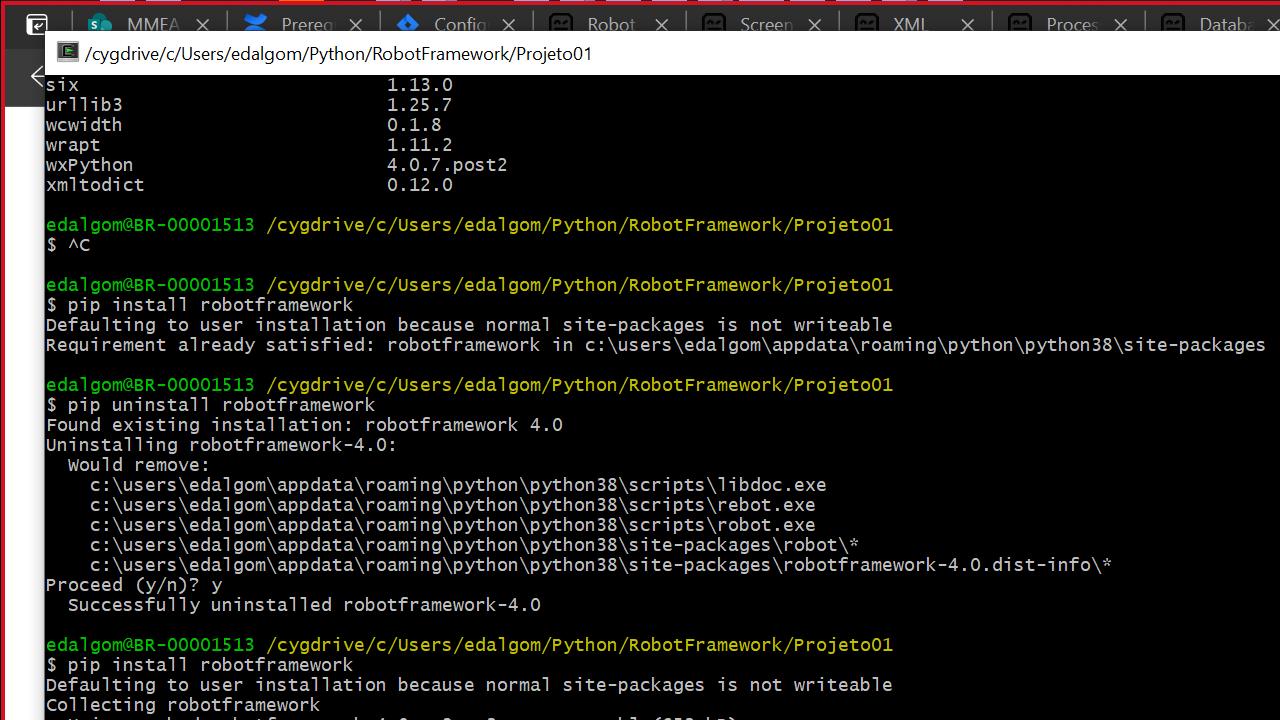 MMEA
Prereq
Config
Robot
Screen
XML
Proces
Databa
/cygdrive/c/Users/edalgom/Python/RobotFramework/Projeto01
six 1.13.0
urllib3 1.25.7
wcwidth 0.1.8
wrapt 1.11.2
wxPython 4.0.7.post2
xmltodict 0.12.0
edalgom@BR-00001513 /cygdrive/c/Users/edalgom/Python/RobotFramework/Projeto01
$ ^C
edalgom@BR-00001513 /cygdrive/c/Users/edalgom/Python/RobotFramework/Projeto01
$ pip install robotframework
Defaulting to user installation because normal site-packages is not writeable
Requirement already satisfied: robotframework in c:\users\edalgom\appdata\roaming\python\python38\site-packages
edalgom@BR-00001513 /cygdrive/c/Users/edalgom/Python/RobotFramework/Projeto01
$ pip uninstall robotframework
Found existing installation: robotframework 4.0
Uninstalling robotframework-4.0:
Would remove:
c:\users\edalgom\appdata\roaming\python\python38\scripts\libdoc.exe
c:\users\edalgom\appdata\roaming\python\python38\scripts\rebot.exe
c:\users\edalgom\appdata\roaming\python\python38\scripts\robot.exe
c:\users\edalgom\appdata\roaming\python\python38\site-packages\robot\*
c:\users\edalgom\appdata\roaming\python\python38\site-packages\robotframework-4.0.dist-info\*
Proceed (y/n)? y
Successfully uninstalled robotframework-4.0
edalgom@BR-00001513 /cygdrive/c/Users/edalgom/Python/RobotFramework/Projeto01
$ pip install robotframework
Defaulting to user installation because normal site-packages is not writeable
Collecting robotframework